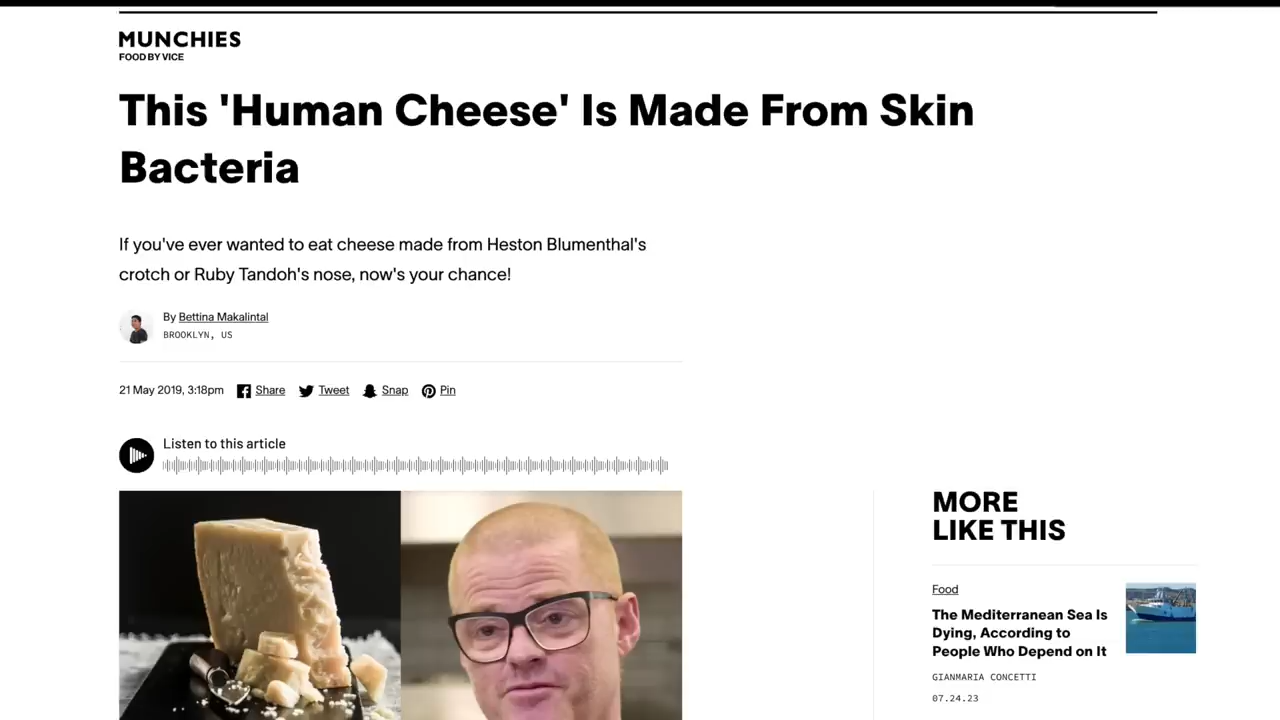 MUNCHIES
FOOD BY VICE
This 'Human Cheese' Is Made From Skin
Bacteria
If you've ever wanted to eat cheese made from Heston Blumenthal's
crotch or Ruby Tandoh's nose, now's your chance!
By Bettina Makalintal
BROOKLYN, US
21 May 2019, 3:18pm Share Tweet Snap Pin
Listen to this article
MORE
LIKE THIS
Food
The Mediterranean Sea Is
Dying, According to
People Who Depend on It
GIANMARIA CONCETTI
07.24.23